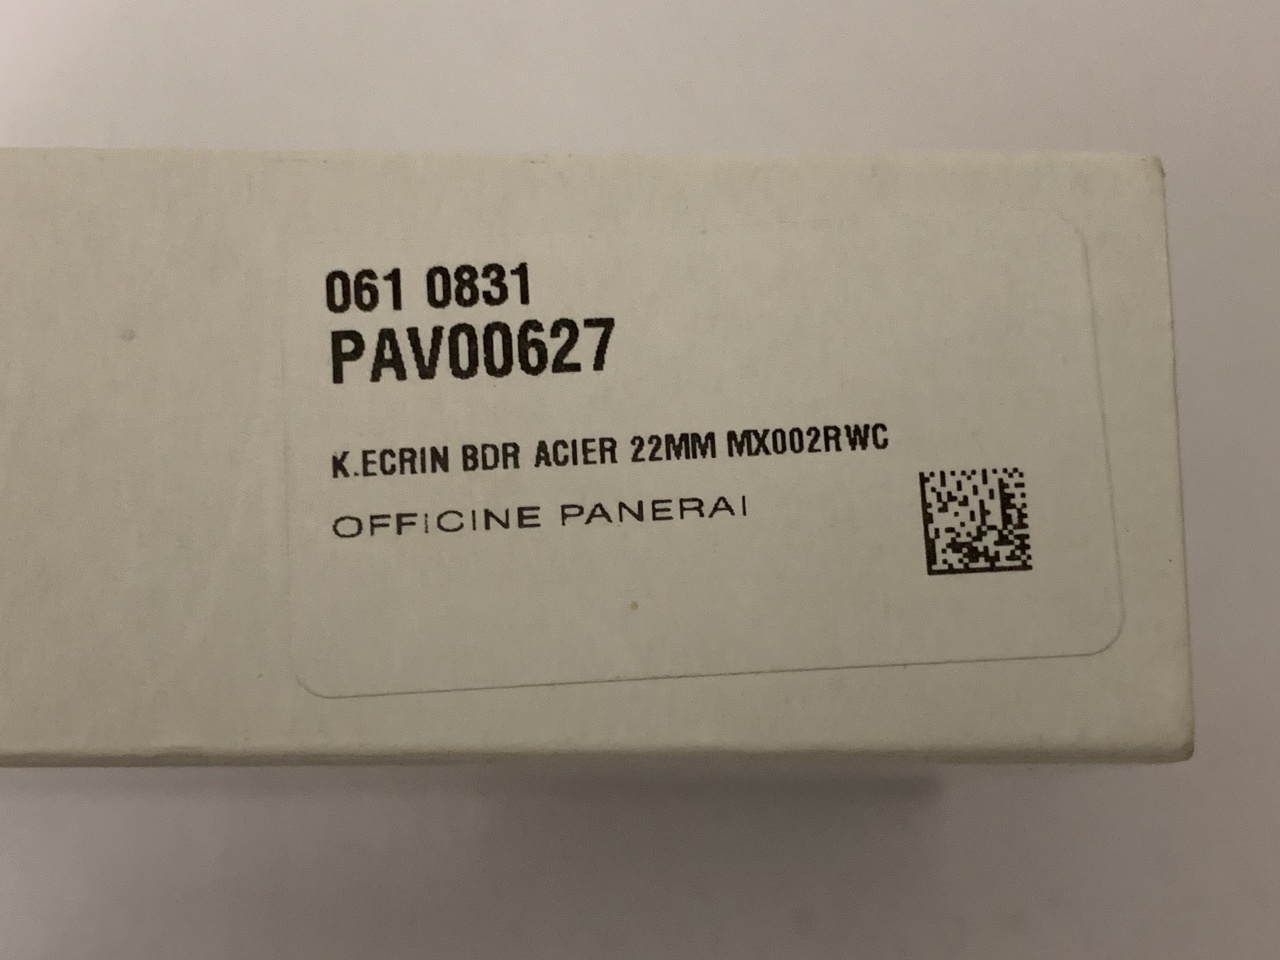 061 0831
PAV00627
K.ECRIN BDR ACIER 22MM MX002RWC
OFFICINE PANERAI